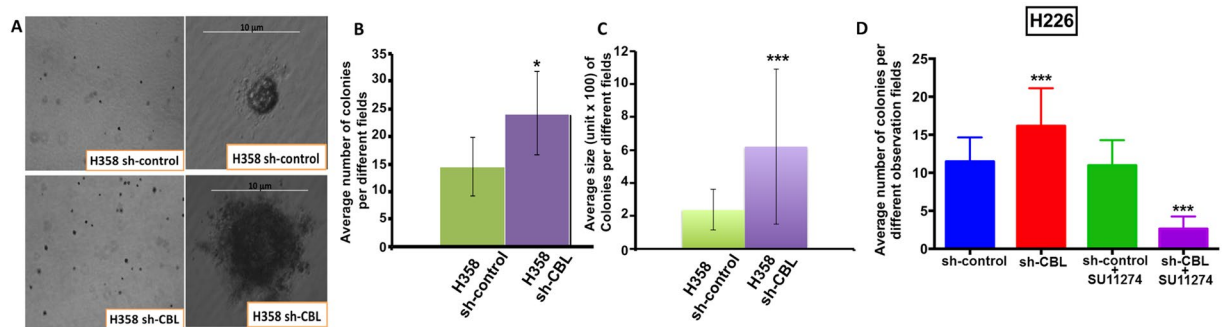 A
10 µm
H358 sh-control
H358 sh-control
10 µm
H358 sh-CBL
H358 sh-CBL
B
Average number of colonies
per different fields
40
35
30
25
20
15
10
5
0
*
H358
sh-control
H358
sh-CBL
C
Average size (unit x 100) of
Colonies per different fields
12
10
8
6
4
2
0
***
H358
sh-control
H358
sh-CBL
D
H226
Average number of colonies per
different observation fields
25
20
15
10
5
0
***
***
sh-control
sh-CBL
sh-control
+
SU11274
sh-CBL
+
SU11274